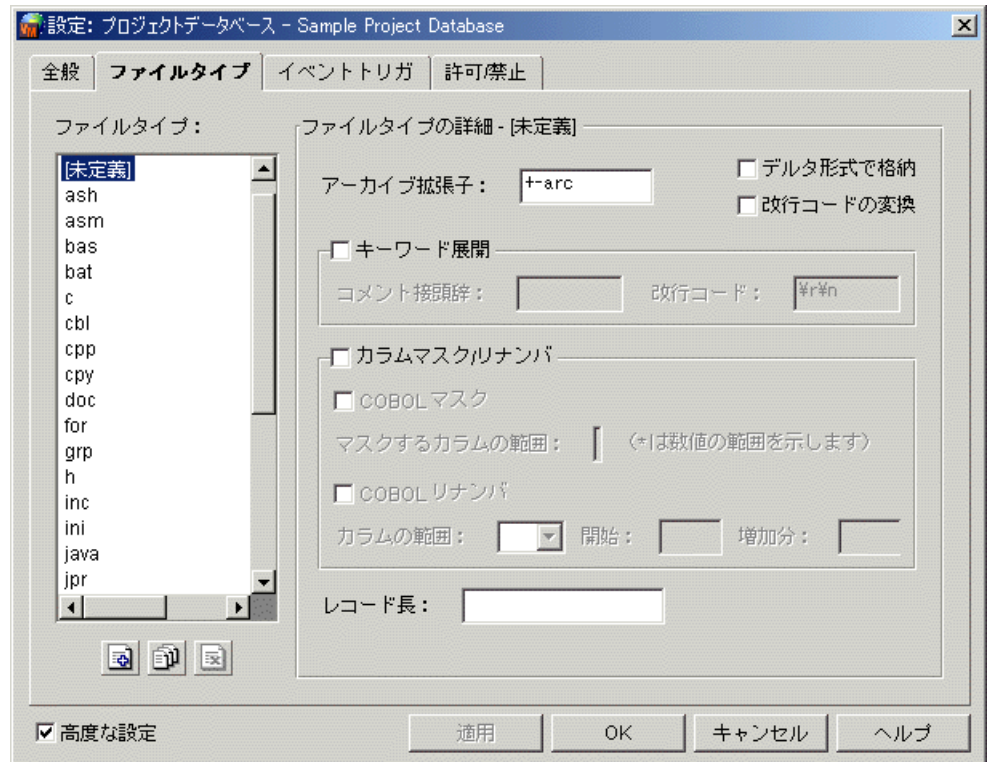 設定: プロジェクトデータベース - Sample Project Database
全般 ファイルタイプ イベントトリガ 許可/禁止
ファイルタイプ：
[未定義]
ash
asm
bas
bat
c
cbl
cpp
cpy
doc
for
grp
h
inc
ini
java
jpr
ファイルタイプの詳細 - [未定義]
アーカイブ拡張子： +-arc
デルタ形式で格納
改行コードの変換
キーワード展開
コメント接頭辞： 改行コード： ¥r¥n
カラムマスク/リナンバ
COBOLマスク
マスクするカラムの範囲： (*は数値の範囲を示します)
COBOL リナンバ
カラムの範囲： 開始： 増加分：
レコード長：
高度な設定 適用 OK キャンセル ヘルプ